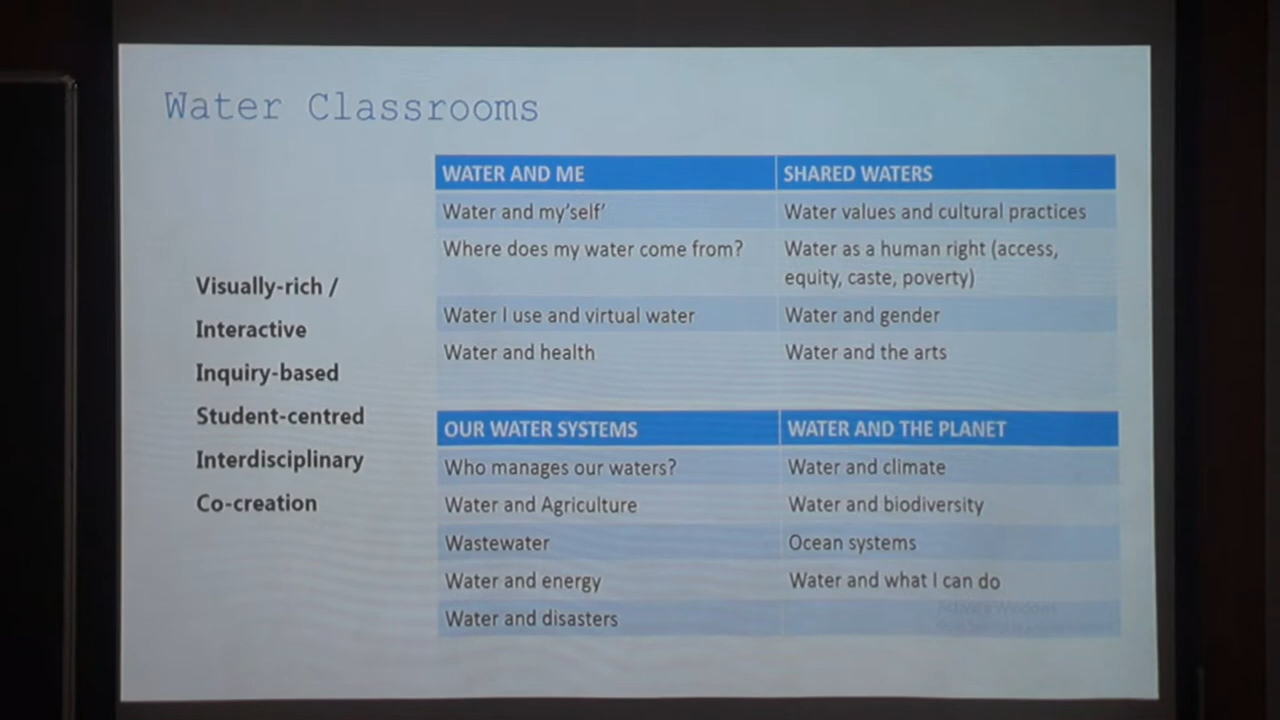 Water Classrooms
Visually-rich /
Interactive
Inquiry-based
Student-centred
Interdisciplinary
Co-creation
WATER AND ME
SHARED WATERS
Water and my'self'
Water values and cultural practices
Where does my water come from?
Water as a human right (access,
equity, caste, poverty)
Water I use and virtual water
Water and gender
Water and health
Water and the arts
OUR WATER SYSTEMS
WATER AND THE PLANET
Who manages our waters?
Water and climate
Water and Agriculture
Water and biodiversity
Wastewater
Ocean systems
Water and energy
Water and what I can do
Water and disasters
Activate Windows